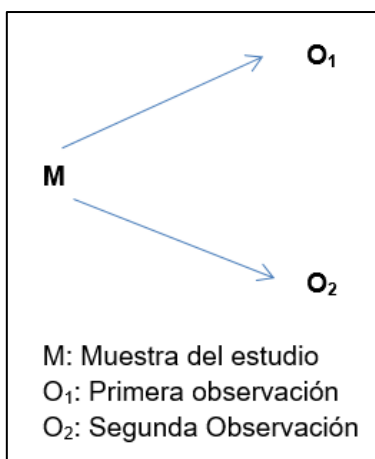 O₁
M
O₂
M: Muestra del estudio
O₁: Primera observación
O₂: Segunda Observación